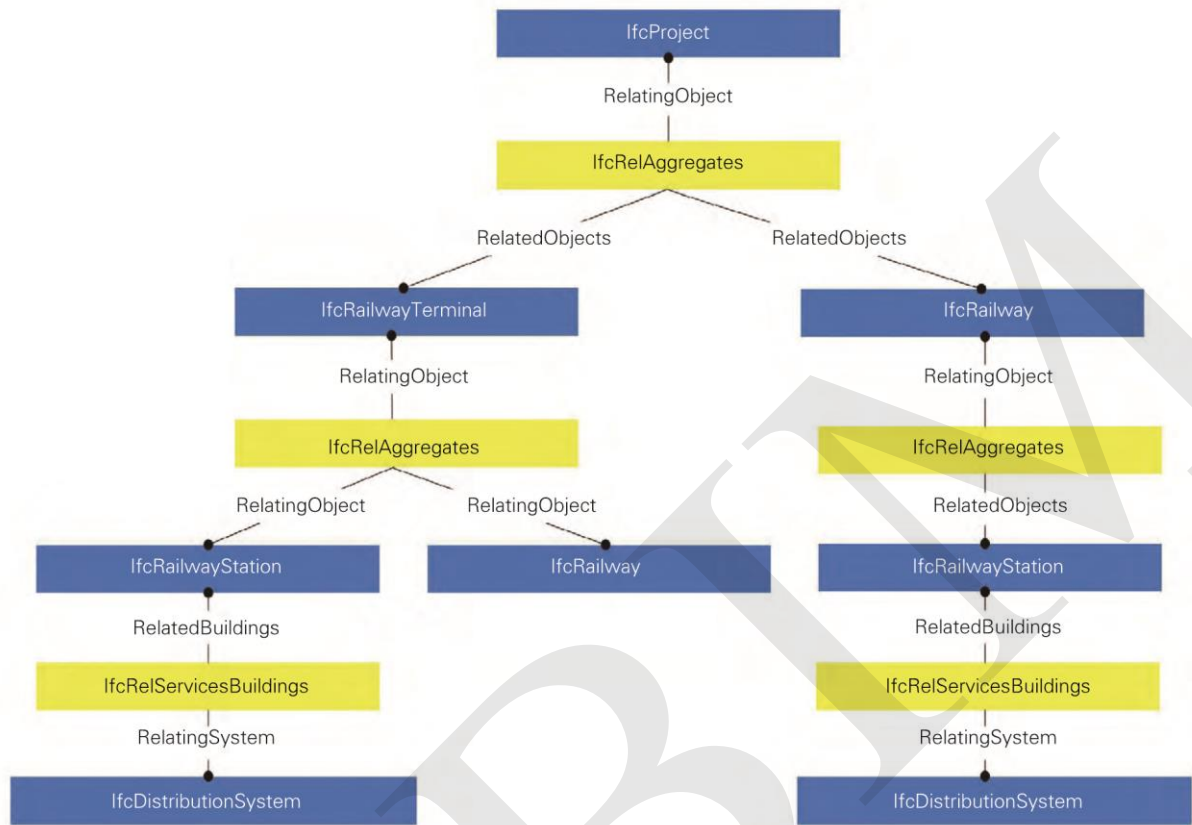 IfcProject
RelatingObject
IfcRelAggregates
RelatedObjects RelatedObjects
IfcRailwayTerminal IfcRailway
RelatingObject RelatingObject
IfcRelAggregates IfcRelAggregates
RelatingObject RelatingObject RelatedObjects
IfcRailwayStation IfcRailway IfcRailwayStation
RelatedBuildings RelatedBuildings
IfcRelServicesBuildings IfcRelServicesBuildings
RelatingSystem RelatingSystem
IfcDistributionSystem IfcDistributionSystem
BIM